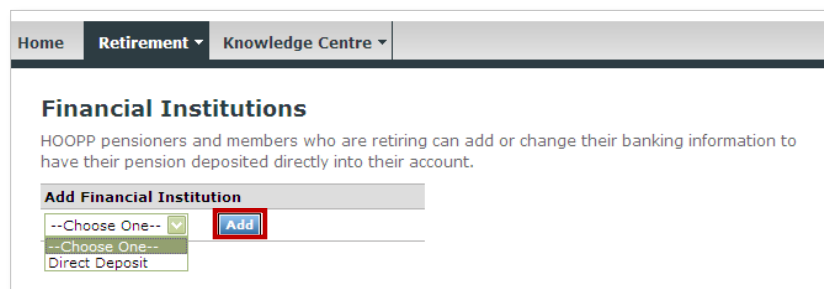 Home Retirement Knowledge Centre
Financial Institutions
HOOPP pensioners and members who are retiring can add or change their banking information to
have their pension deposited directly into their account.
Add Financial Institution
--Choose One-- Add
--Choose One--
Direct Deposit